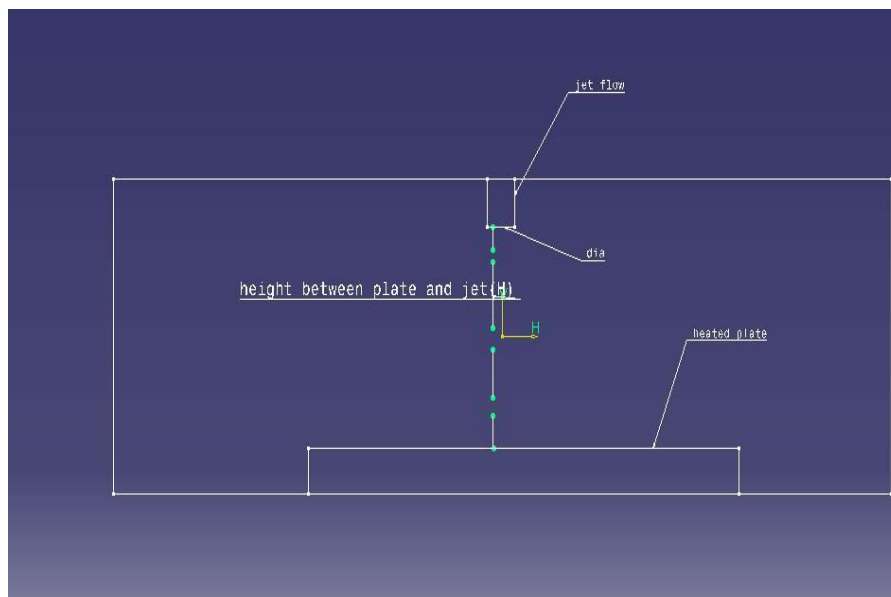 jet flow
dia
height between plate and jet(H)
H
heated plate